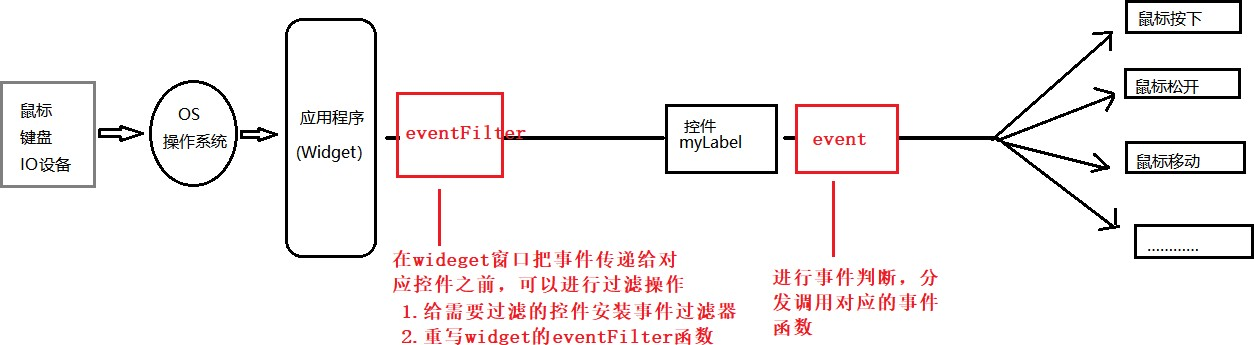 鼠标
键盘
IO设备
OS
操作系统
应用程序
(Widget)
eventFilter
控件
myLabel
event
鼠标按下
鼠标松开
鼠标移动
............
在wideget窗口把事件传递给对
应控件之前，可以进行过滤操作
1.给需要过滤的控件安装事件过滤器
2.重写widget的eventFilter函数
进行事件判断，分
发调用对应的事件
函数